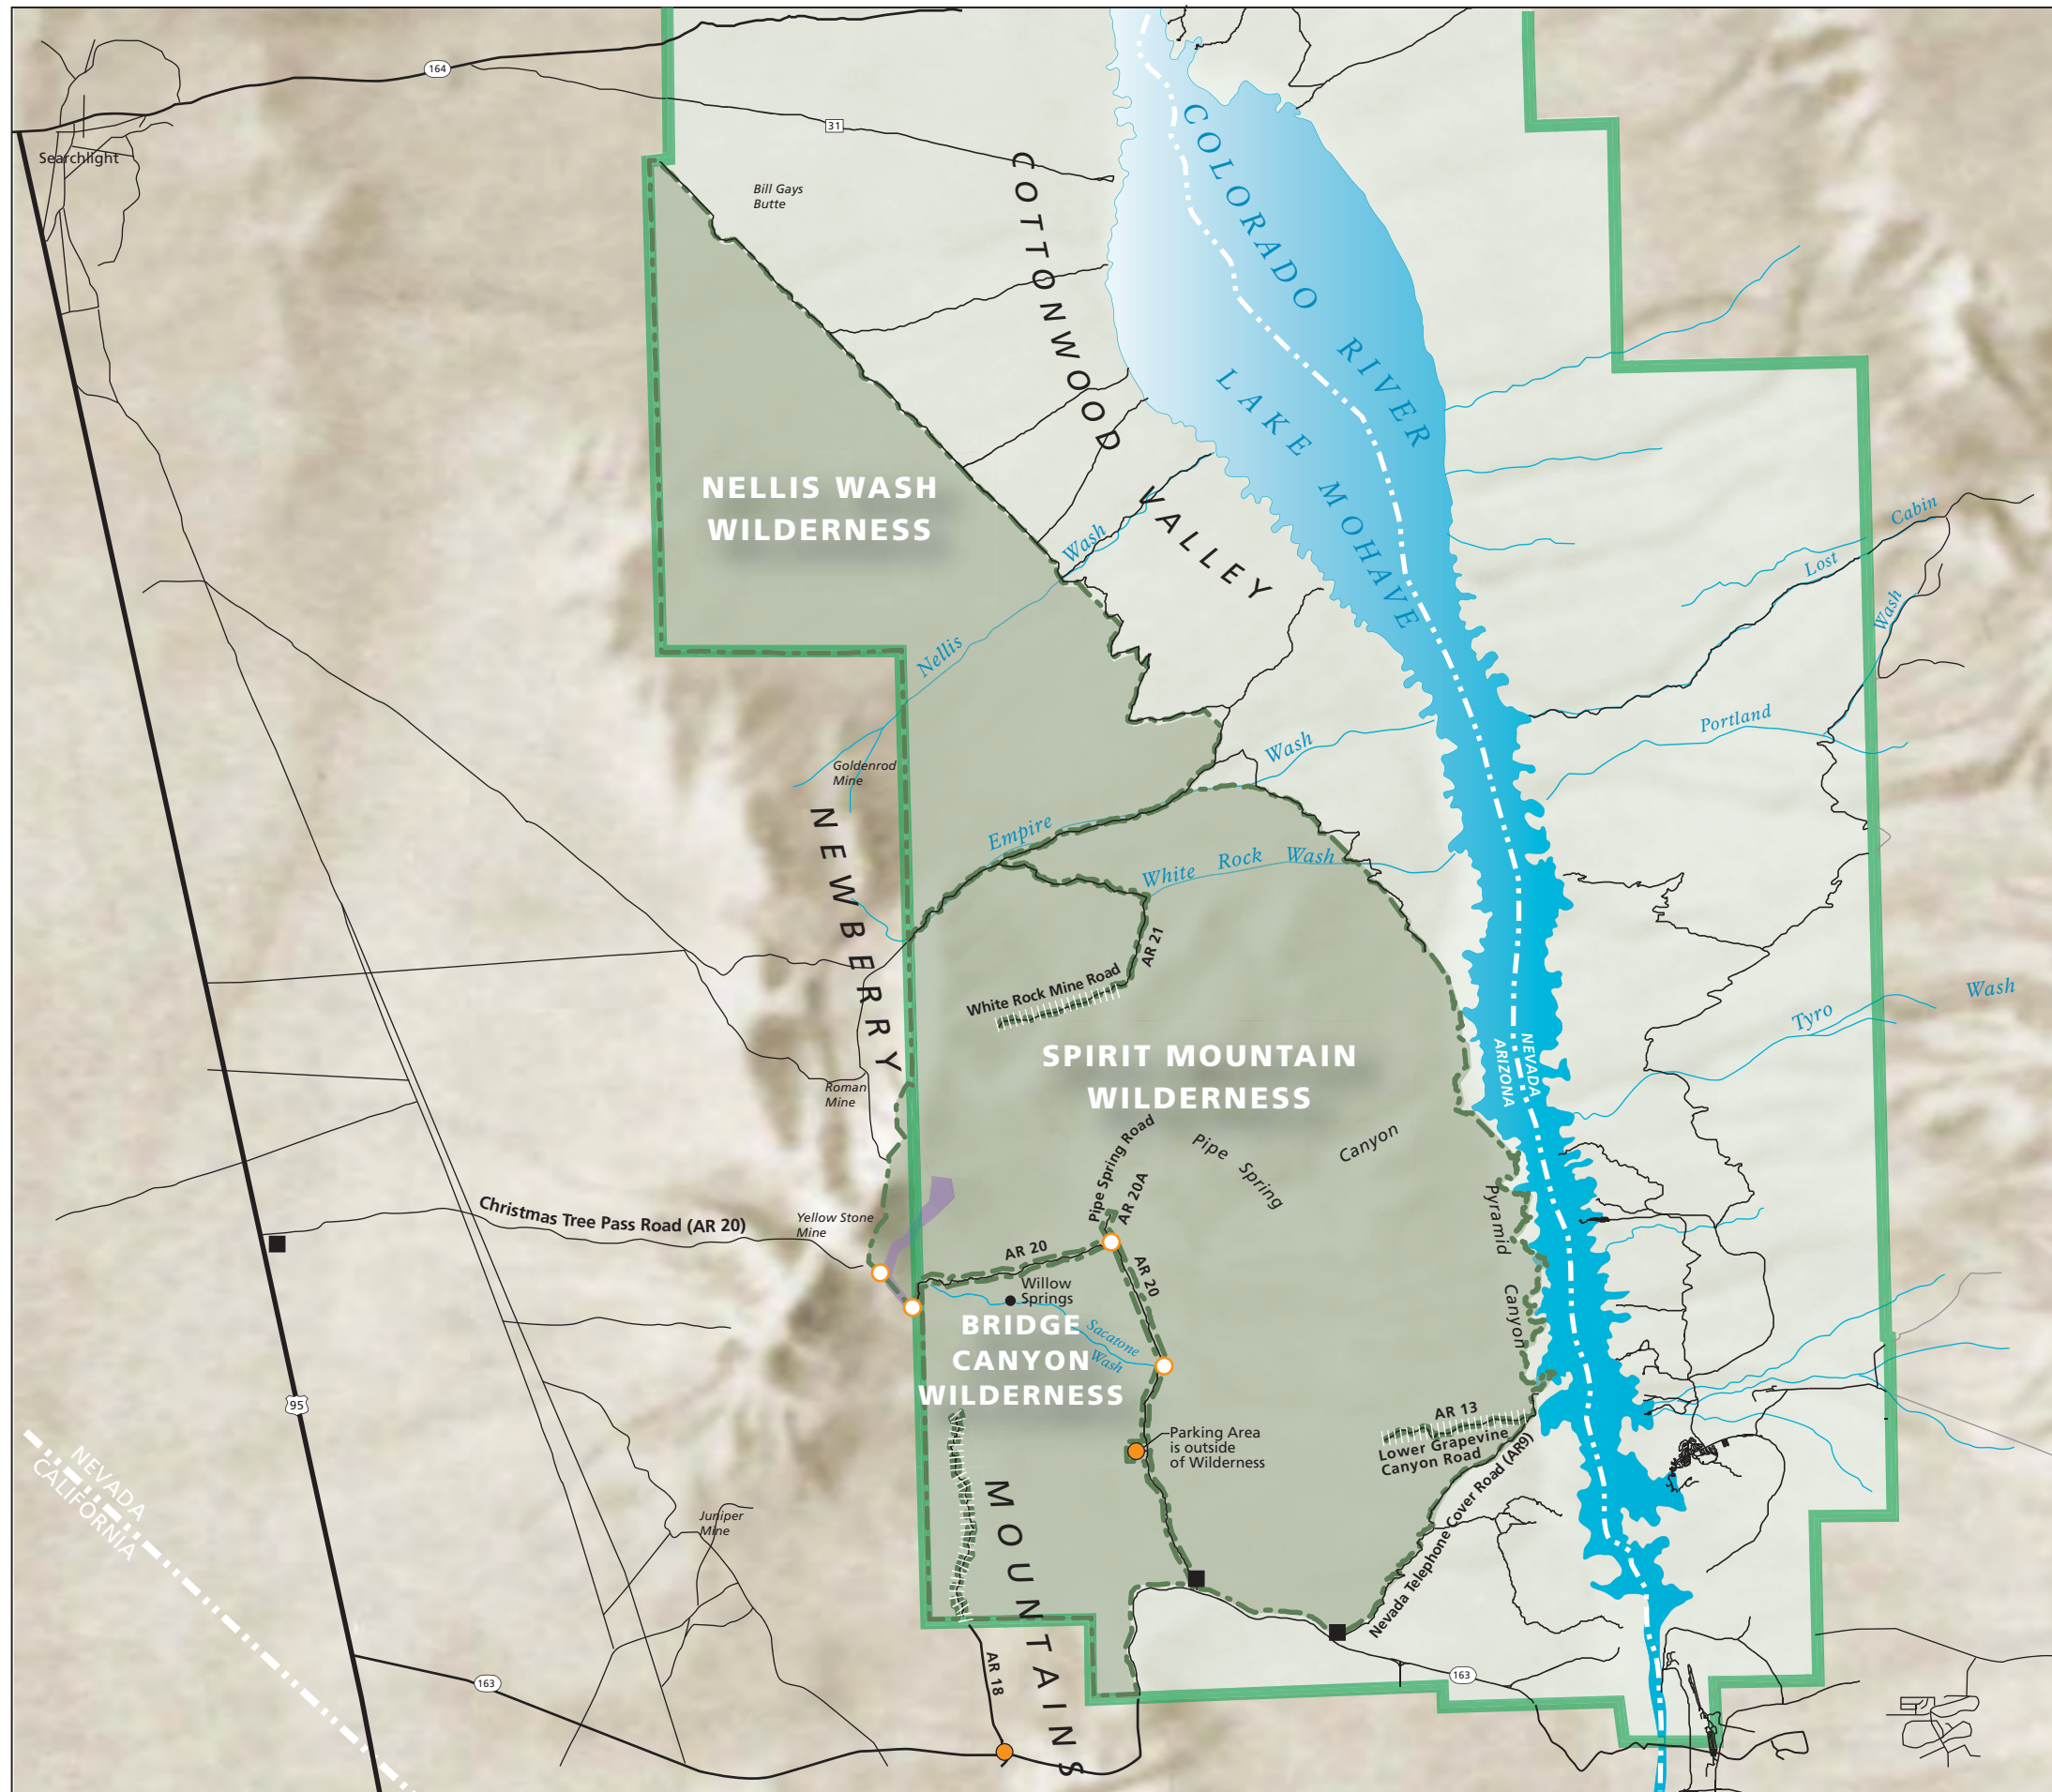 164
31
Searchlight
Bill Gays
Butte
COTTONWOOD
VALLEY
COLORADO RIVER
LAKE MOHAVE
NELLIS WASH
WILDERNESS
Nellis
Wash
Cabin
Lost
Wash
Portland
Goldenrod
Mine
NEWBERRY
Empire
Wash
White Rock Wash
AR 21
White Rock Mine Road
Tyro
Wash
SPIRIT MOUNTAIN
WILDERNESS
NEVADA
ARIZONA
Roman
Mine
Pipe Spring Road
AR 20A
Pipe Spring
Canyon
Pyramid
Canyon
Christmas Tree Pass Road (AR 20)
Yellow Stone
Mine
AR 20
AR 20
Willow
Springs
BRIDGE
CANYON
WILDERNESS
Sacatone
Wash
95
Parking Area
is outside
of Wilderness
AR 13
Lower Grapevine
Canyon Road
Nevada Telephone Cover Road (AR9)
NEVADA
CALIFORNIA
Juniper
Mine
MOUNTAINS
AR 18
163
163